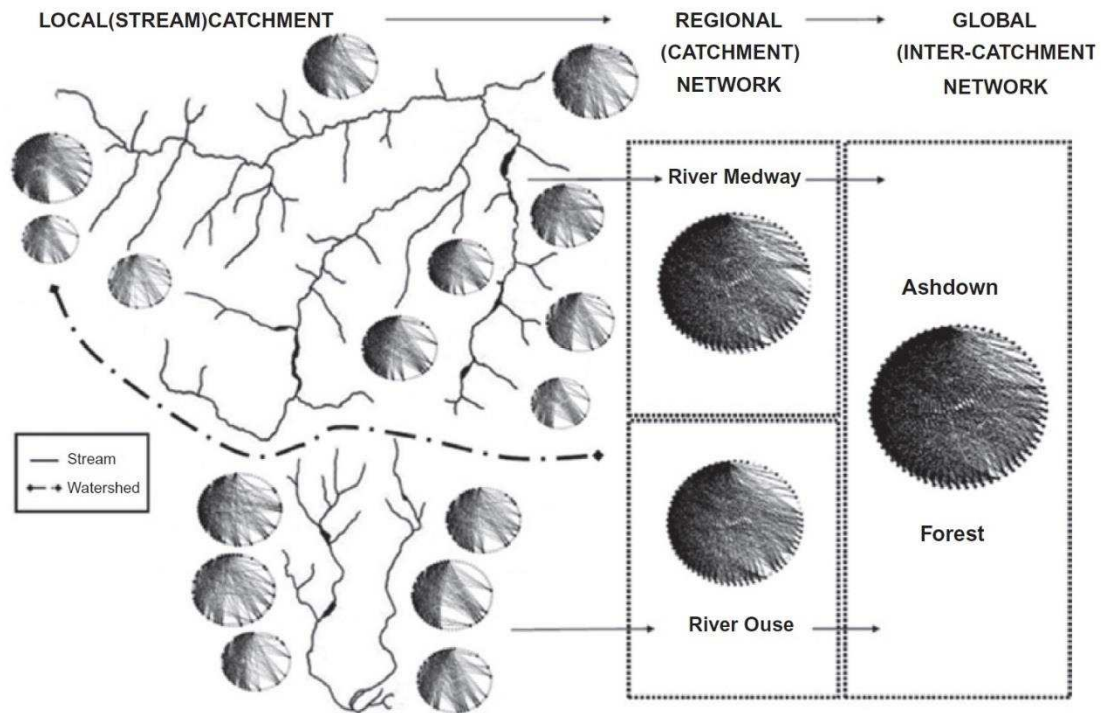 LOCAL(STREAM)CATCHMENT
REGIONAL
(CATCHMENT)
NETWORK
GLOBAL
(INTER-CATCHMENT
NETWORK
River Medway
Ashdown
Forest
River Ouse
Stream
Watershed